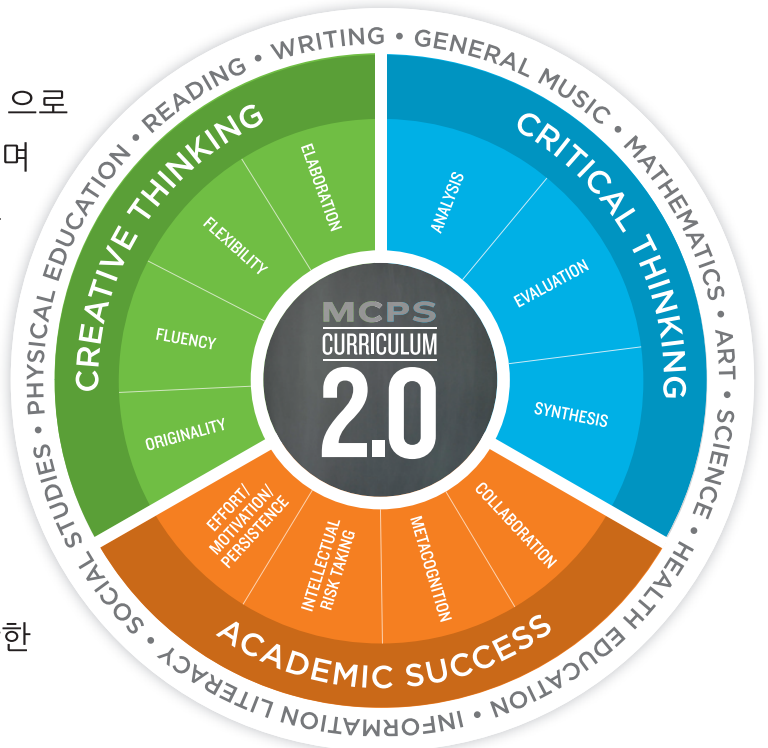 으로
며
한
READING • WRITING • GENERAL MUSIC • MATHEMATICS • ART • SCIENCE • HEALTH EDUCATION • INFORMATION LITERACY • SOCIAL STUDIES • PHYSICAL EDUCATION •
CREATIVE THINKING
ELABORATION
FLEXIBILITY
FLUENCY
ORIGINALITY
CRITICAL THINKING
ANALYSIS
EVALUATION
SYNTHESIS
MCPS
CURRICULUM
2.0
EFFORT/
MOTIVATION/
PERSISTENCE
INTELLECTUAL
RISK TAKING
METACOGNITION
COLLABORATION
ACADEMIC SUCCESS